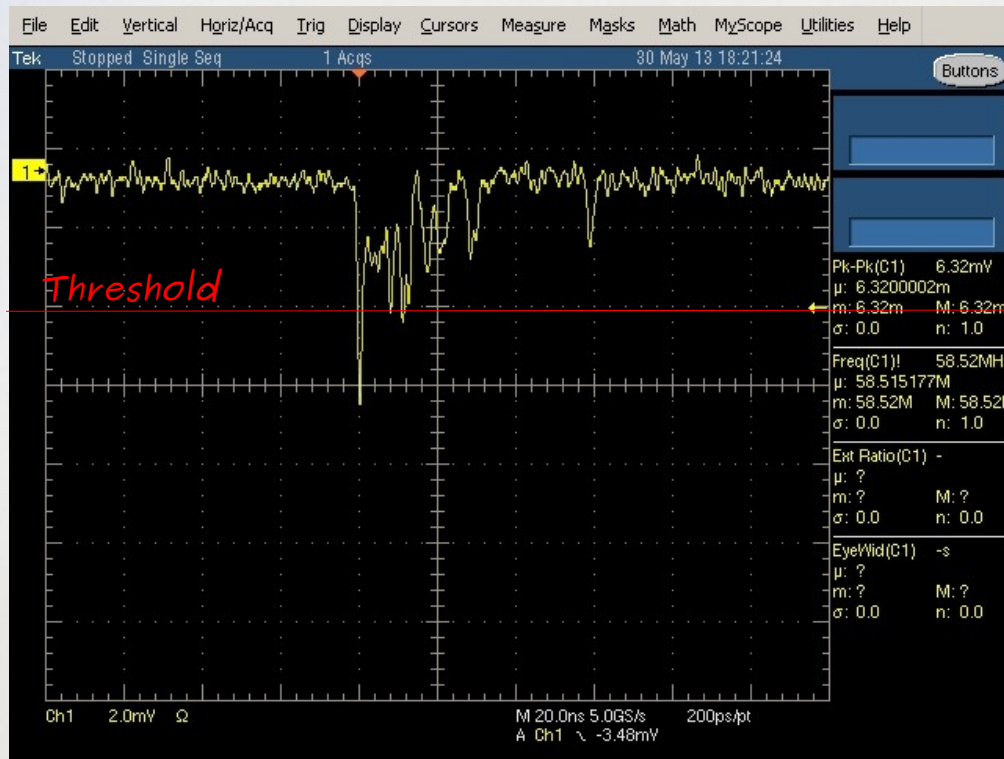 File Edit Vertical Horiz/Acq Trig Display Cursors Measure Masks Math MyScope Utilities Help
Tek Stopped Single Seq 1 Acqs 30 May 13 18:21:24
Buttons
1
Threshold
Pk-Pk(C1) 6.32mV
µ: 6.3200002m
m: 6.32m M: 6.32m
σ: 0.0 n: 1.0
Freq(C1)! 58.52MH
µ: 58.515177M
m: 58.52M M: 58.52
σ: 0.0 n: 1.0
Ext Ratio(C1) -
µ: ?
m: ? M: ?
σ: 0.0 n: 0.0
EyeWid(C1) -s
µ: ?
m: ? M: ?
σ: 0.0 n: 0.0
Ch1 2.0mV Ω M 20.0ns 5.0GS/s 200ps/pt
A Ch1 \ -3.48mV